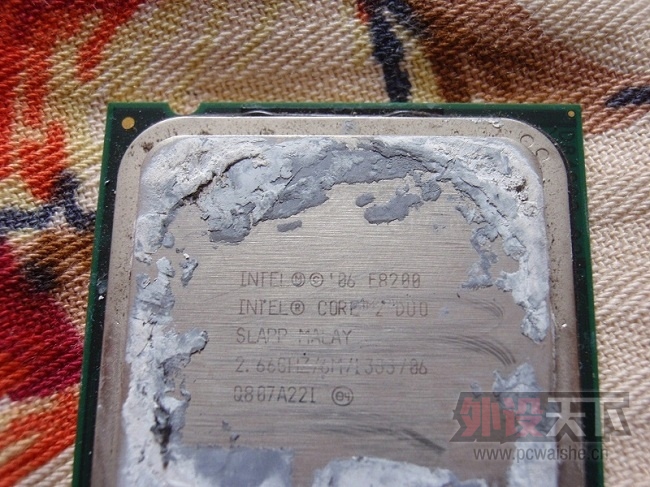 INTEL Ⓜ © '06 E8200
INTEL® CORE™2 DUO
SLAPP MALAY
2.66GHZ/6M/1333/06
Q807A221 ⓔ4
外设天下
www.pcwaishe.cn